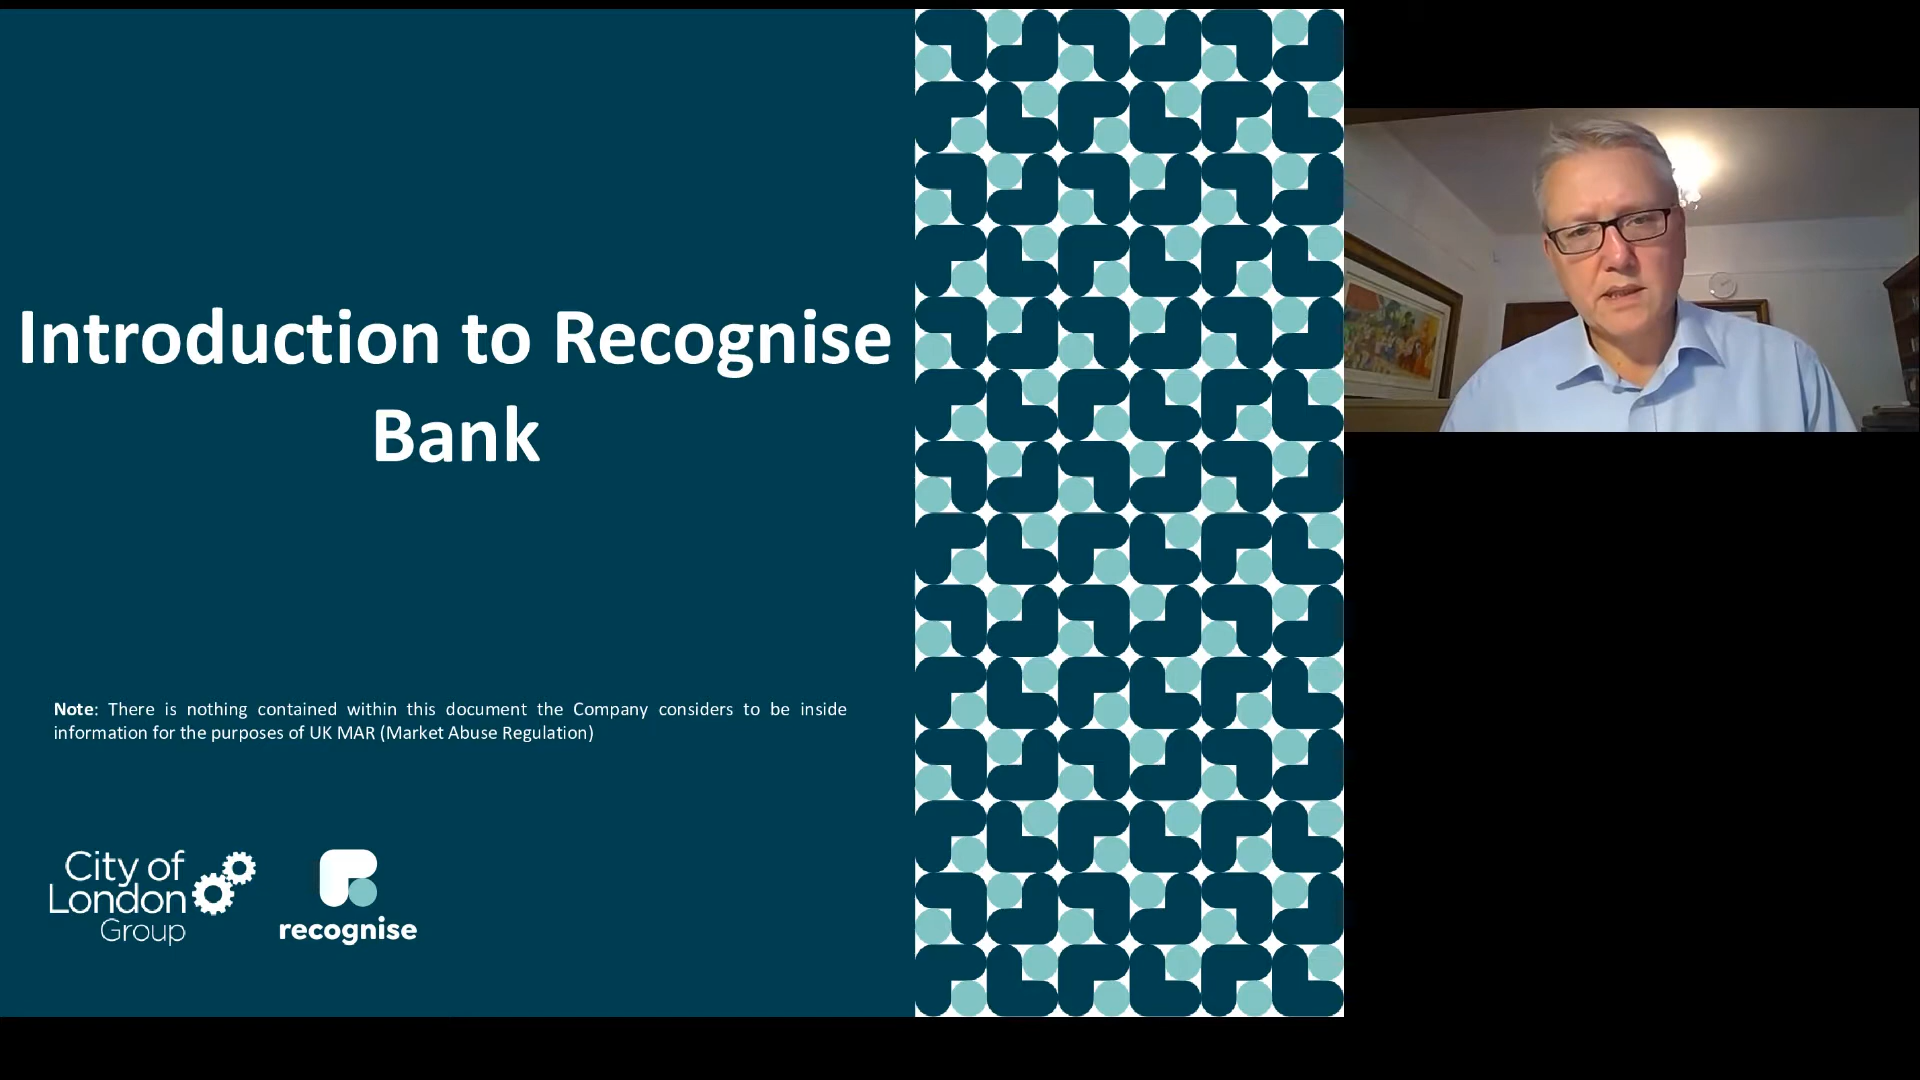 Introduction to Recognise
Bank
Note: There is nothing contained within this document the Company considers to be inside
information for the purposes of UK MAR (Market Abuse Regulation)
City of
London
Group
recognise